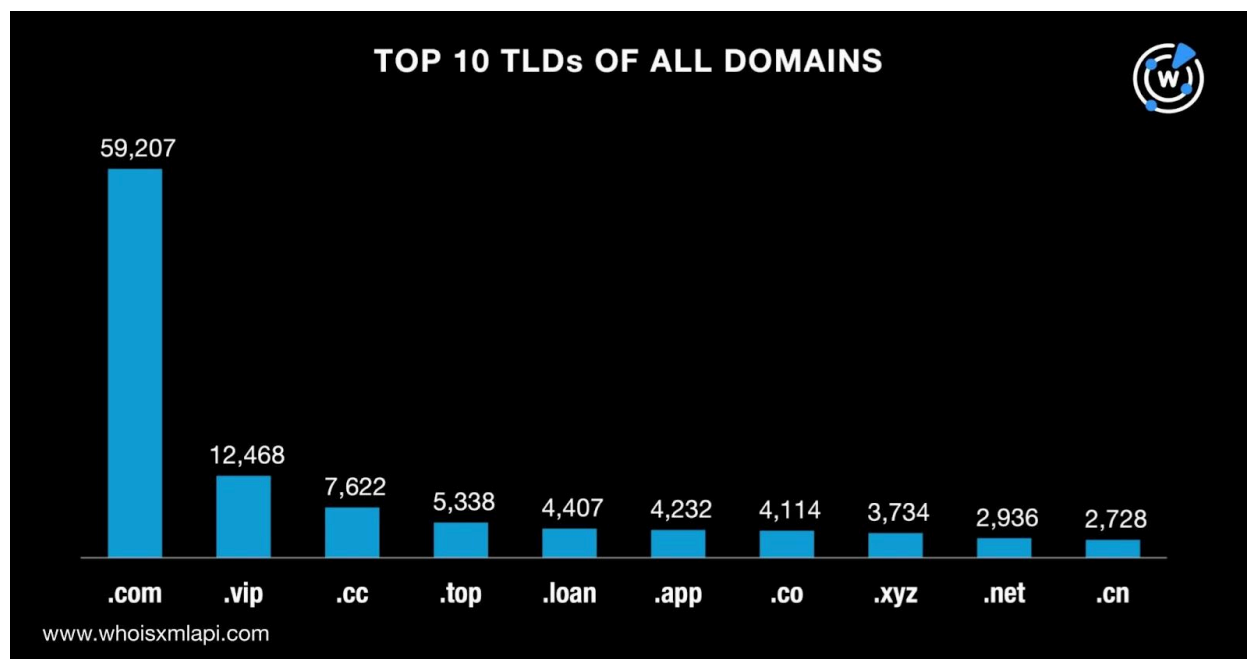 TOP 10 TLDs OF ALL DOMAINS
W
59,207
12,468
7,622
5,338
4,407
4,232
4,114
3,734
2,936
2,728
.com .vip .cc .top .loan .app .co .xyz .net .cn
www.whoisxmlapi.com